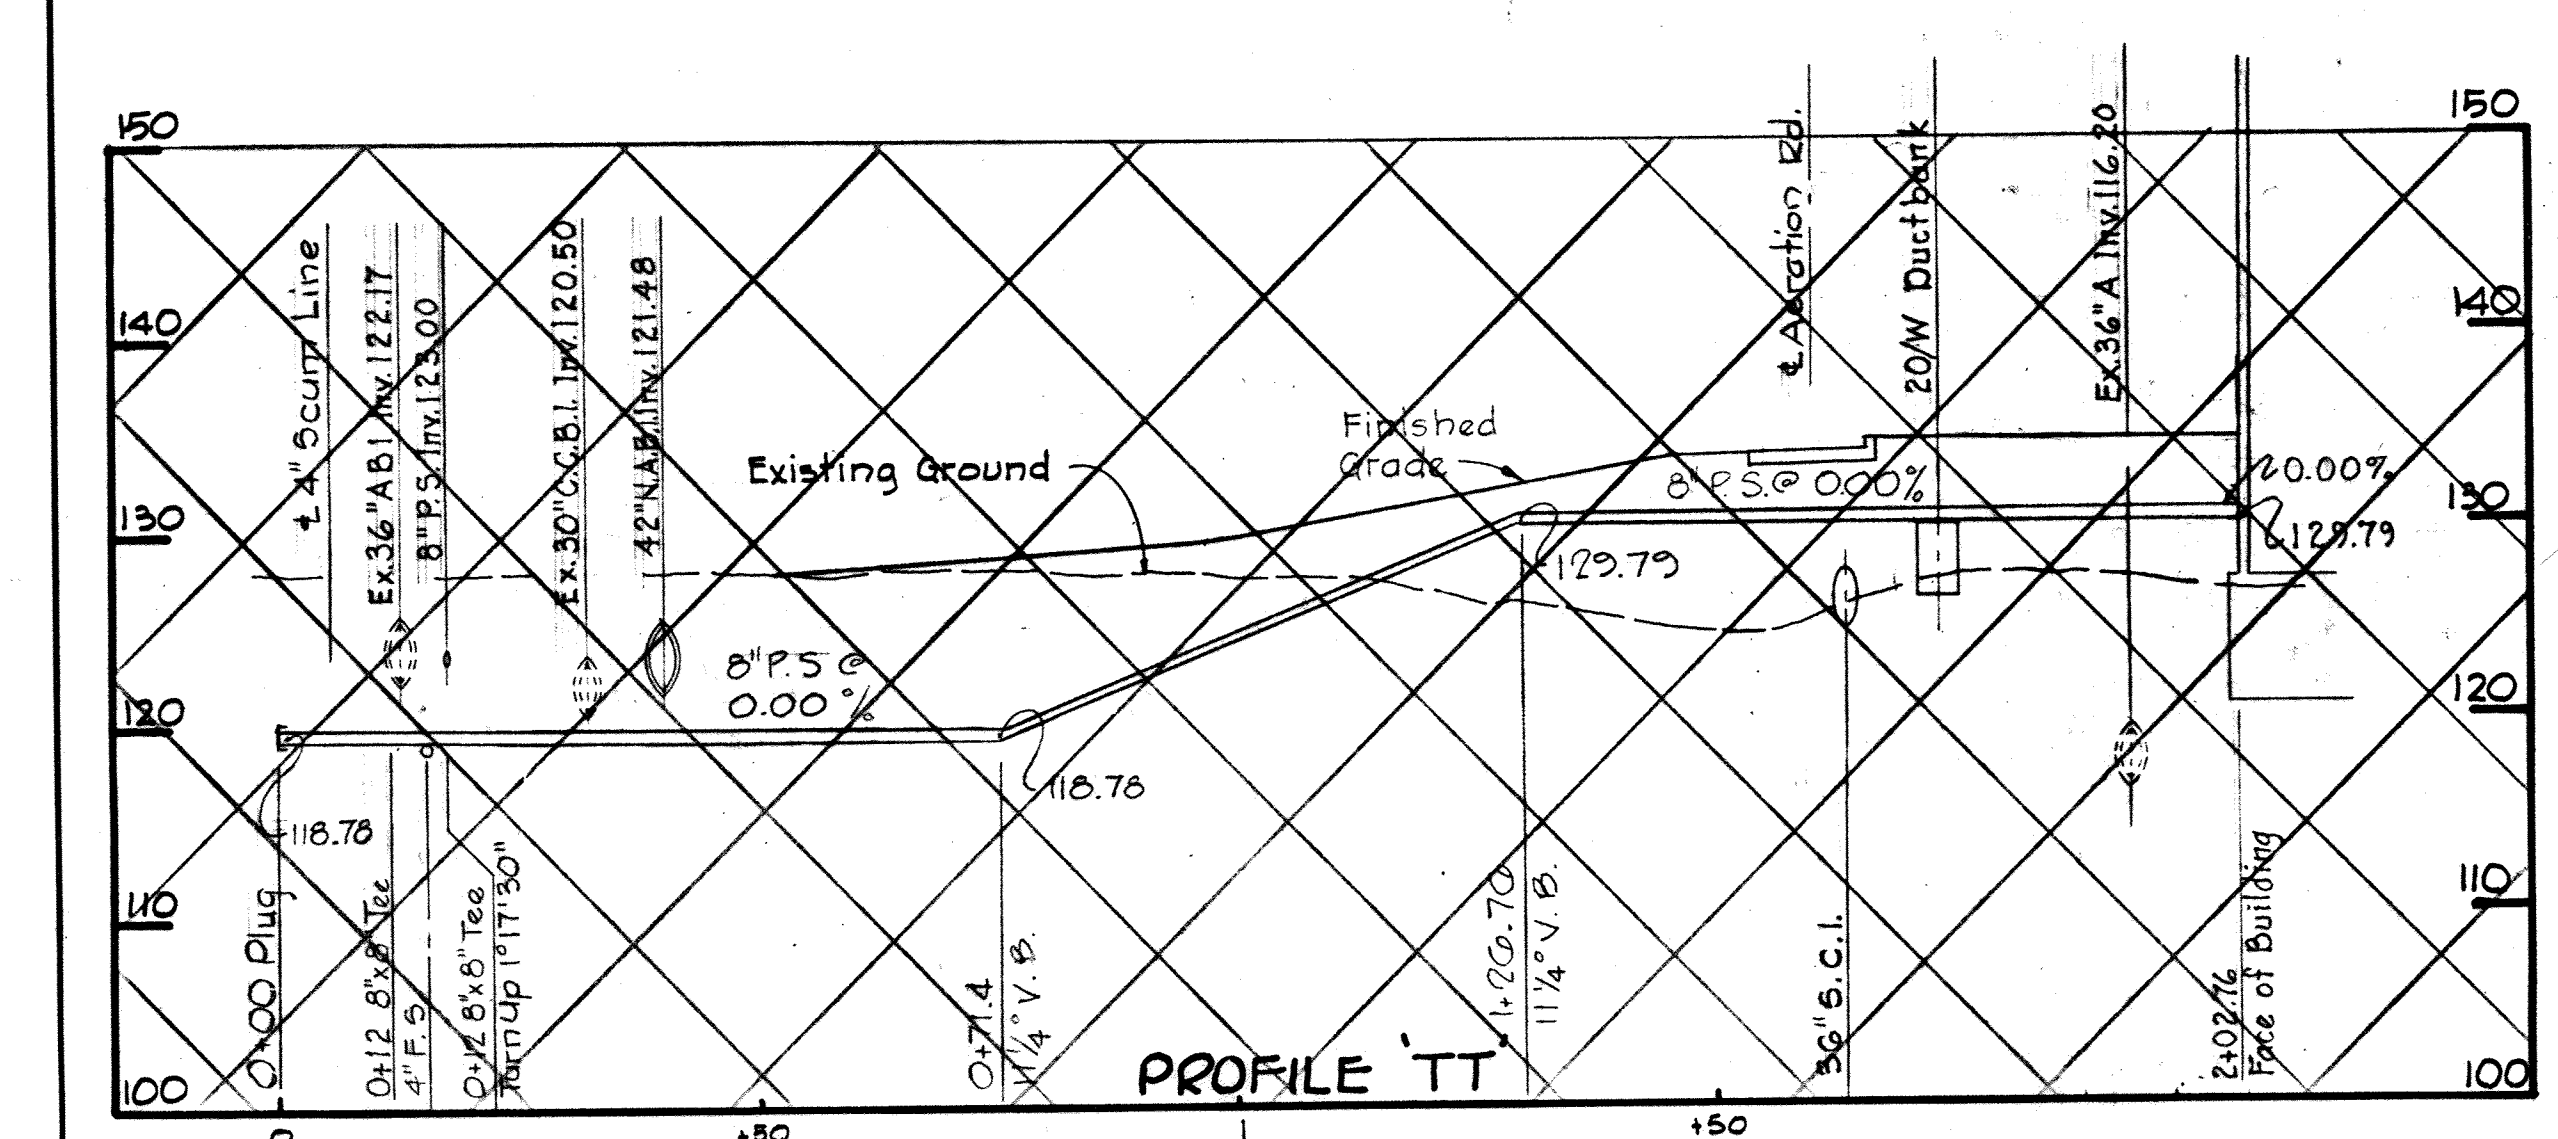 150
150
140
140
130
130
120
120
110
110
100
100
℄ 4" Scum Line
Ex.36"A B I Inv.122.17
8" P.S. Inv.123.00
Ex.30"C.C.B.I. Inv.120.50
42"N.A.B.I.Inv.121.48
℄ Aeration Rd.
20/W Ductbank
Ex.36"A Inv.116.20
Existing Ground
Finished
Grade
8" P. S.@ 0.00%
0.00%
129.79
129.79
8" P. S @
0.00 %
118.78
118.78
0+00 Plug
0+12 8"x8" Tee
4" F. S.
0+12 8"x8" Tee
Turn Up 1°17'30"
0+71.4
11 1/4° V. B.
1+26.70
11 1/4° V. B.
36" S.C.I.
2+02.76
Face of Building
PROFILE 'TT'
0
+50
1
+50